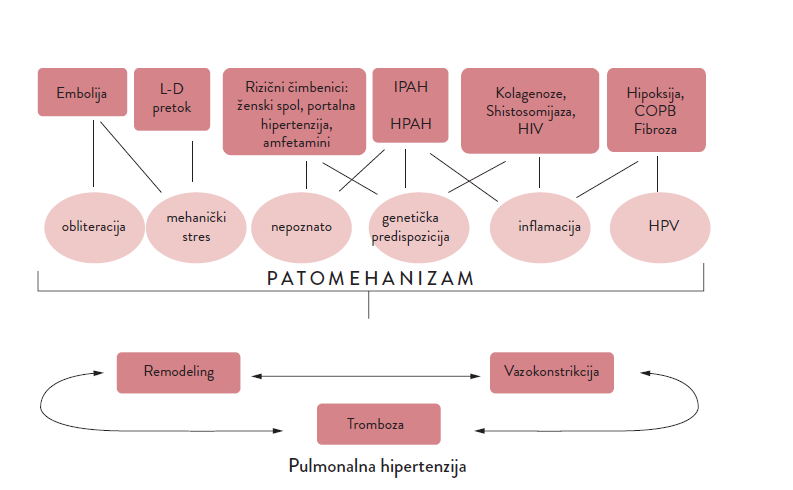 Embolija
L-D
pretok
Rizični čimbenici:
ženski spol, portalna
hipertenzija,
amfetamini
IPAH
HPAH
Kolagenoze,
Shistosomijaza,
HIV
Hipoksija,
COPB
Fibroza
obliteracija
mehanički
stres
nepoznato
genetička
predispozicija
inflamacija
HPV
PATOMEHANIZAM
Remodeling
Vazokonstrikcija
Tromboza
Pulmonalna hipertenzija